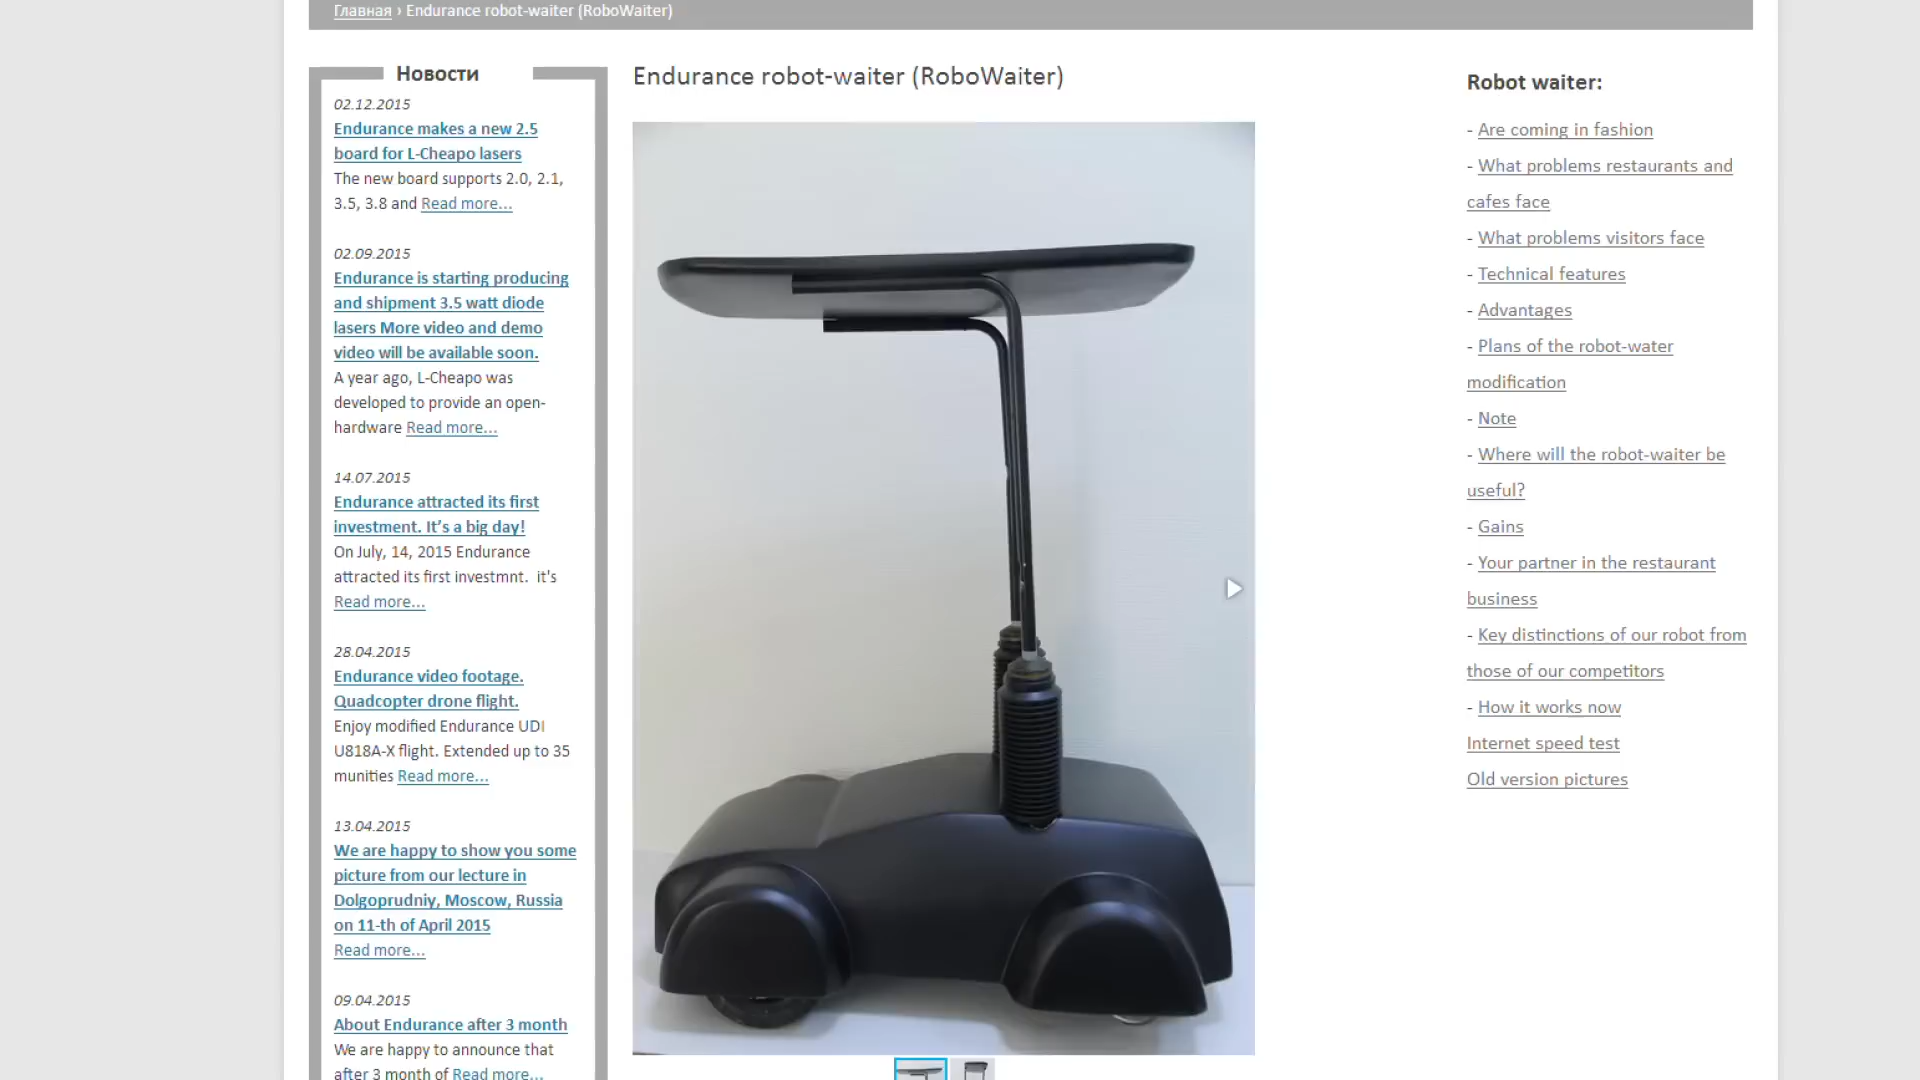 Главная › Endurance robot-waiter (RoboWaiter)
Новости
02.12.2015
Endurance makes a new 2.5
board for L-Cheapo lasers
The new board supports 2.0, 2.1,
3.5, 3.8 and Read more...
02.09.2015
Endurance is starting producing
and shipment 3.5 watt diode
lasers More video and demo
video will be available soon.
A year ago, L-Cheapo was
developed to provide an open-
hardware Read more...
14.07.2015
Endurance attracted its first
investment. It’s a big day!
On July, 14, 2015 Endurance
attracted its first investmnt.  it's
Read more...
28.04.2015
Endurance video footage.
Quadcopter drone flight.
Enjoy modified Endurance UDI
U818A-X flight. Extended up to 35
munities Read more...
13.04.2015
We are happy to show you some
picture from our lecture in
Dolgoprudniy, Moscow, Russia
on 11-th of April 2015
Read more...
09.04.2015
About Endurance after 3 month
We are happy to announce that
after 3 month of Read more...
Endurance robot-waiter (RoboWaiter)
Robot waiter:
- Are coming in fashion
- What problems restaurants and
cafes face
- What problems visitors face
- Technical features
- Advantages
- Plans of the robot-water
modification
- Note
- Where will the robot-waiter be
useful?
- Gains
- Your partner in the restaurant
business
- Key distinctions of our robot from
those of our competitors
- How it works now
Internet speed test
Old version pictures